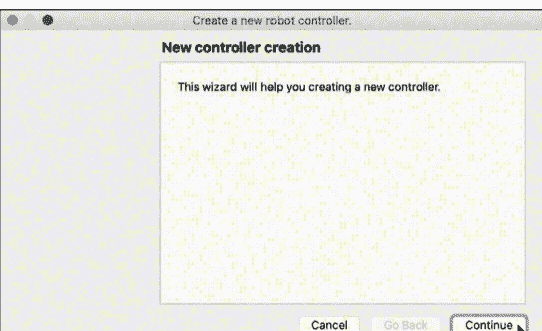 Create a new robot controller.
New controller creation
This wizard will help you creating a new controller.
Cancel Go Back Continue